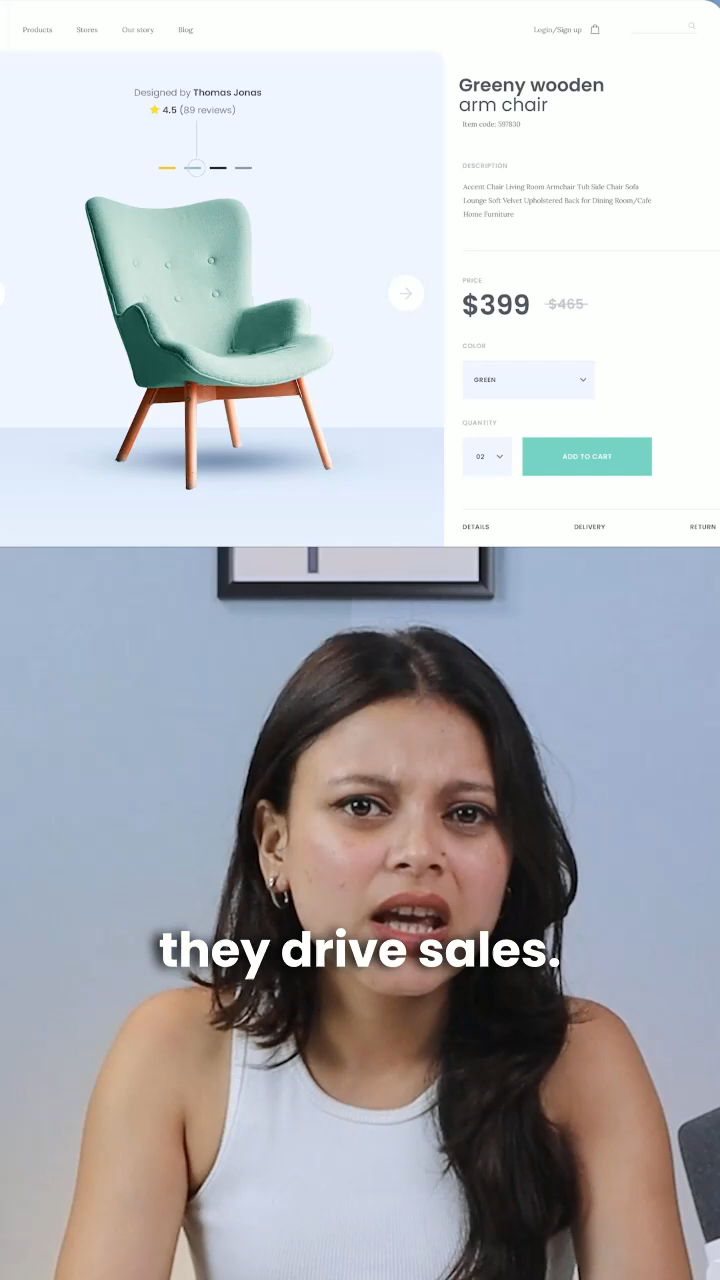 Products Stores Our story Blog Login/Sign up
Designed by Thomas Jonas
4.5 (89 reviews)
Greeny wooden
arm chair
Item code: 597830
DESCRIPTION
Accent Chair Living Room Armchair Tub Side Chair Sofa
Lounge Soft Velvet Upholstered Back for Dining Room/Cafe
Home Furniture
PRICE
$399 $465
COLOR
GREEN
QUANTITY
02 ADD TO CART
DETAILS DELIVERY RETURN
they drive sales.